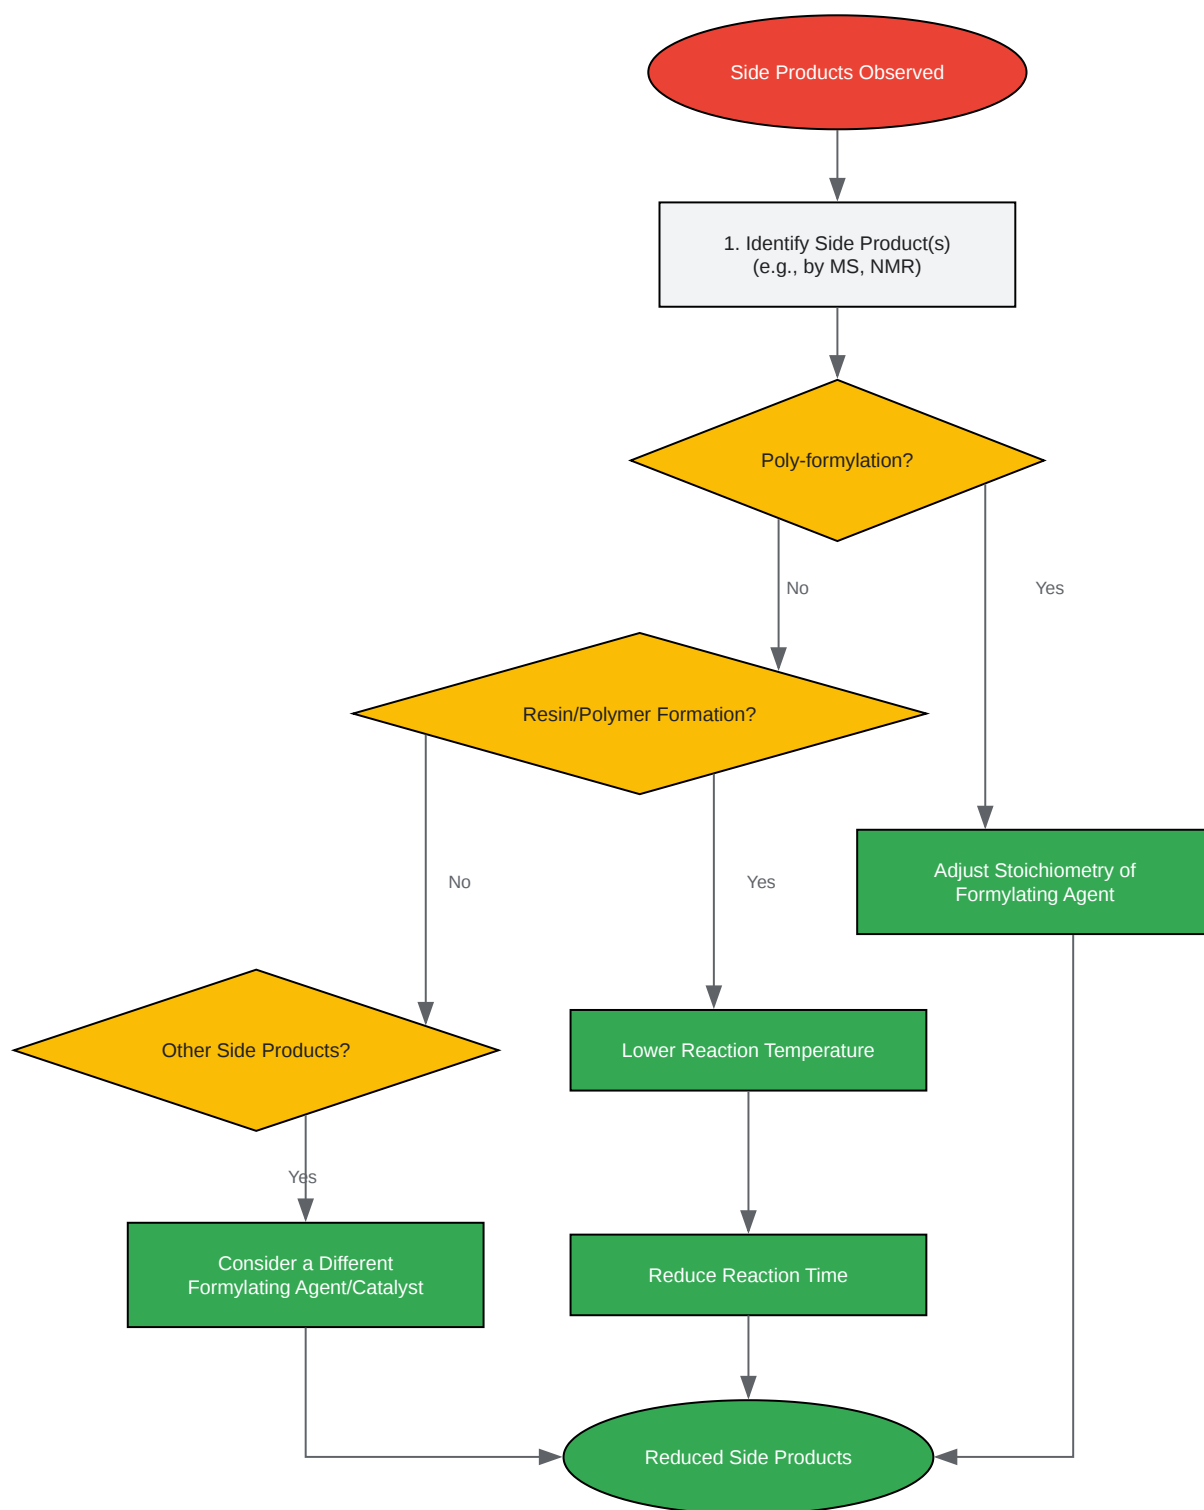 Side Products Observed
1. Identify Side Product(s)
(e.g., by MS, NMR)
Poly-formylation?
No
Yes
Resin/Polymer Formation?
No
Yes
Adjust Stoichiometry of
Formylating Agent
Other Side Products?
Lower Reaction Temperature
Yes
Consider a Different
Formylating Agent/Catalyst
Reduce Reaction Time
Reduced Side Products